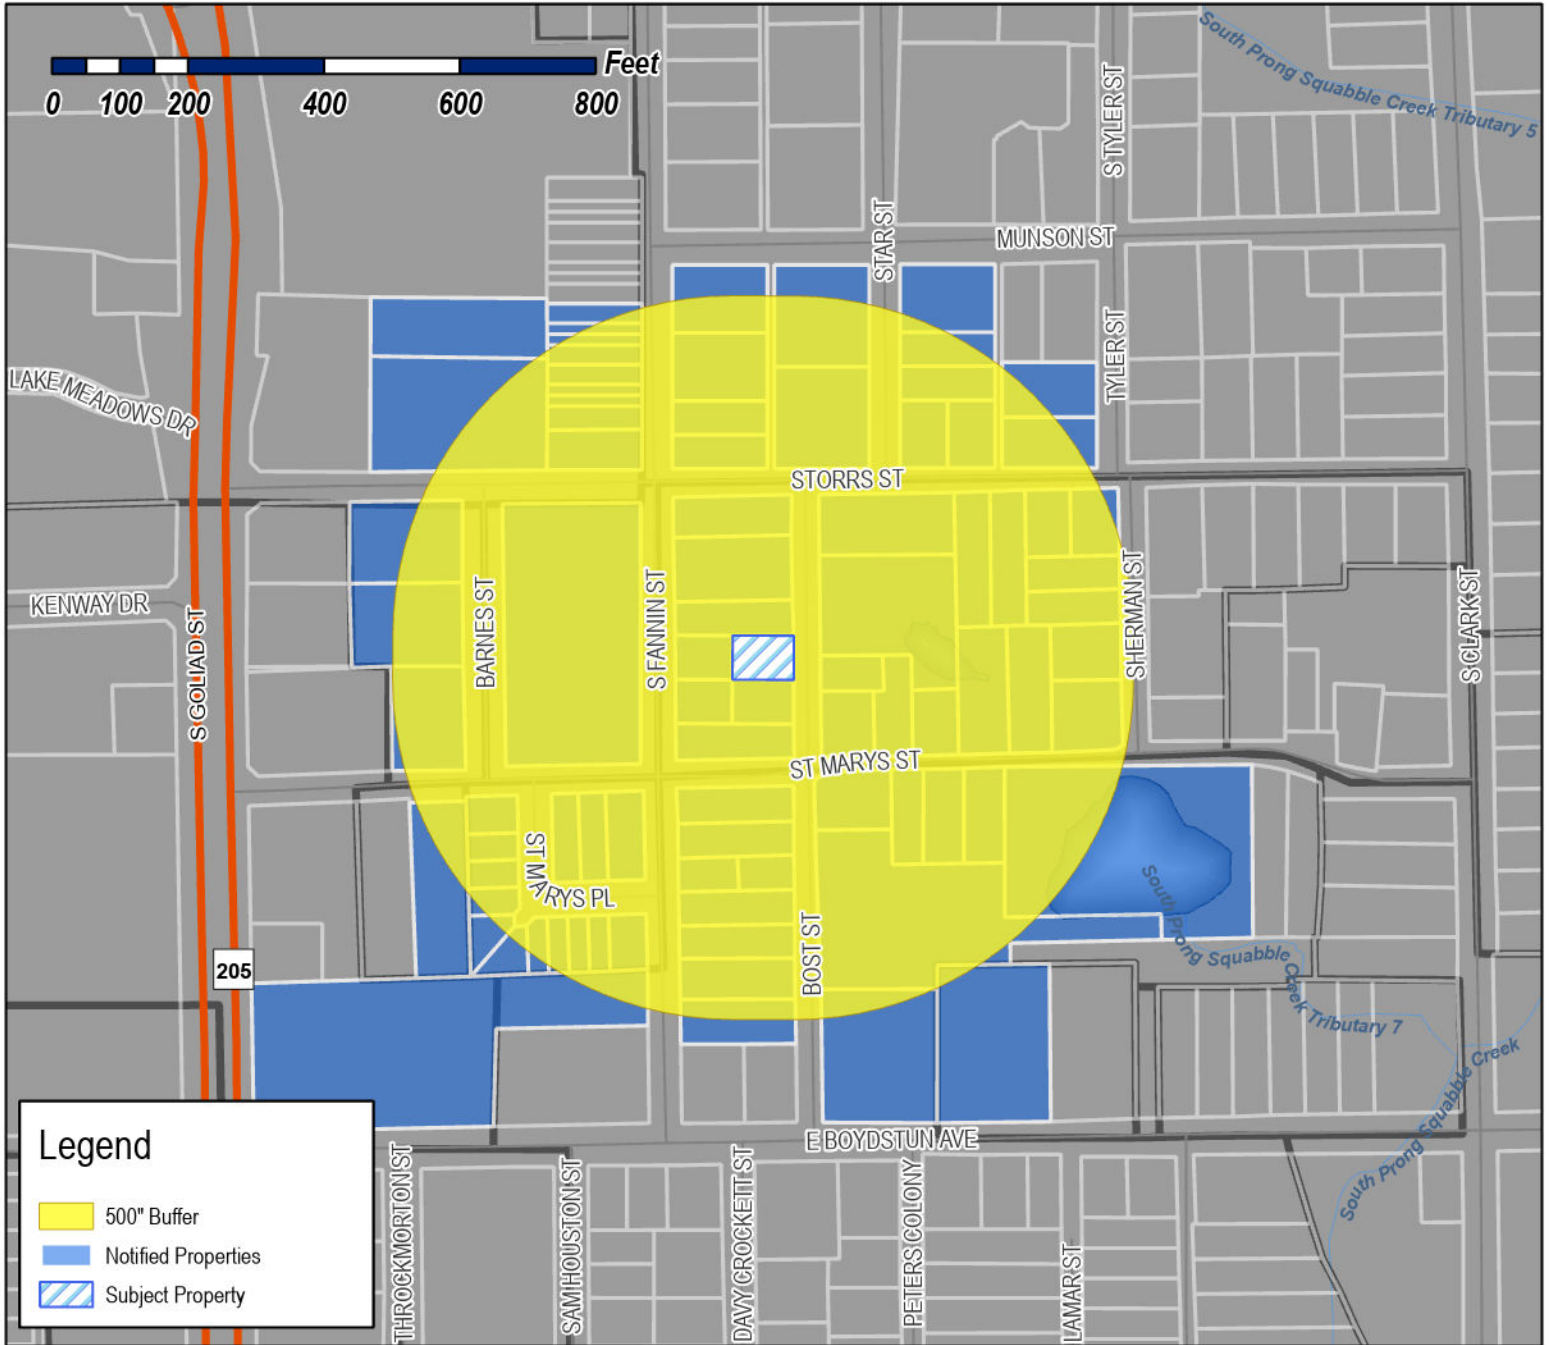 South Prong Squabble Creek Tributary 5
Feet
0 100 200 400 600 800
S TYLER ST
STAR ST
MUNSON ST
TYLER ST
LAKE MEADOWS DR
STORRS ST
KENWAY DR
S GOLIAD ST
BARNES ST
S FANNIN ST
SHERMAN ST
S CLARK ST
ST MARYS ST
ST MARYS PL
BOST ST
South Prong Squabble Creek Tributary 7
205
South Prong Squabble Creek
E BOYDSTUN AVE
THROCKMORTON ST
SAM HOUSTON ST
DAVY CROCKETT ST
PETERS COLONY
LAMAR ST
Legend
500" Buffer
Notified Properties
Subject Property